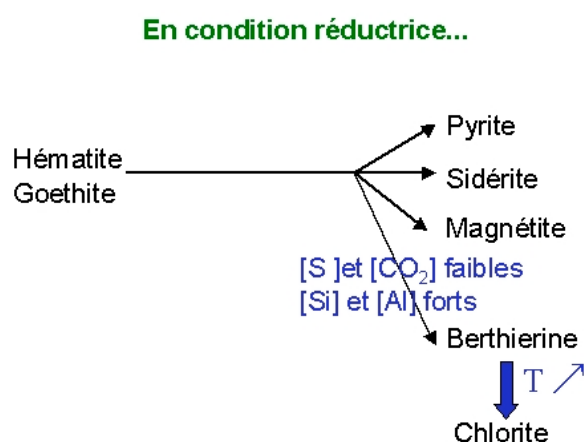 En condition réductrice...
Hématite
Goethite
Pyrite
Sidérite
Magnétite
[S ]et [CO₂] faibles
[Si] et [Al] forts
Berthierine
T
Chlorite